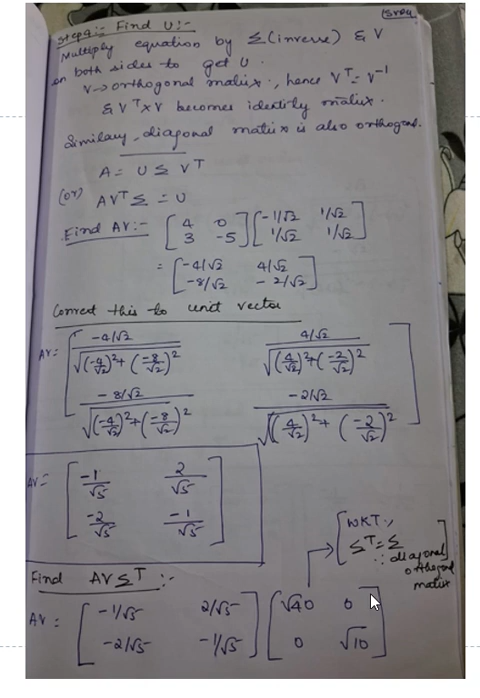 SVD4
Step4:- Find U:-
Multiply equation by Σ(inverse) & V
on both sides to get U.
V→orthogonal matrix, hence V^T = V^-1
& V^T×V becomes identity matrix.
Similary, diagonal matrix is also orthogonal.
A = U Σ V^T
(or) AV^TΣ = U
Find AV:- [4 0; 3 -5] [-1/√2 1/√2; 1/√2 1/√2]
= [-4/√2 4/√2; -8/√2 -2/√2]
Convert this to unit vector
AV = [(-4/√2)/√((-4/√2)²+(-8/√2)²) (4/√2)/√((4/√2)²+(-2/√2)²);
(-8/√2)/√((-4/√2)²+(-8/√2)²) (-2/√2)/√((4/√2)²+(-2/√2)²)]
AV = [-1/√5 2/√5; -2/√5 -1/√5]
[WKT:,
Σ^T=Σ
∵ diagonal
orthogonal
matrix]
Find AVΣT:-
AV = [-1/√5 2/√5; -2/√5 -1/√5] [√40 0; 0 √10]